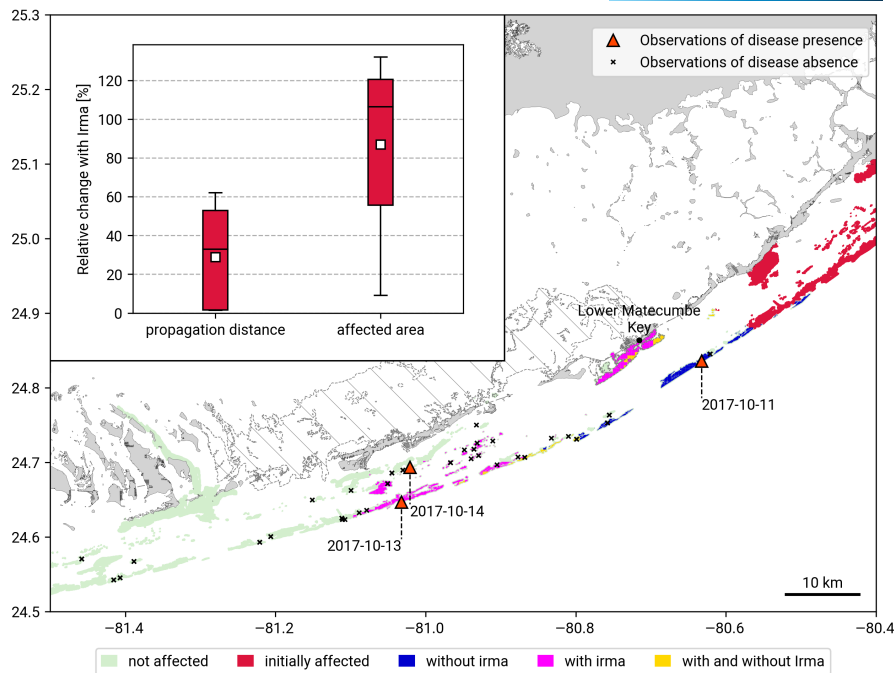 25.3
25.2
25.1
25.0
24.9
24.8
24.7
24.6
24.5
Relative change with Irma [%]
120
100
80
60
40
20
0
propagation distance
affected area
Observations of disease presence
Observations of disease absence
Lower Matecumbe
Key
2017-10-11
2017-10-14
2017-10-13
10 km
−81.4
−81.2
−81.0
−80.8
−80.6
−80.4
not affected
initially affected
without irma
with irma
with and without Irma